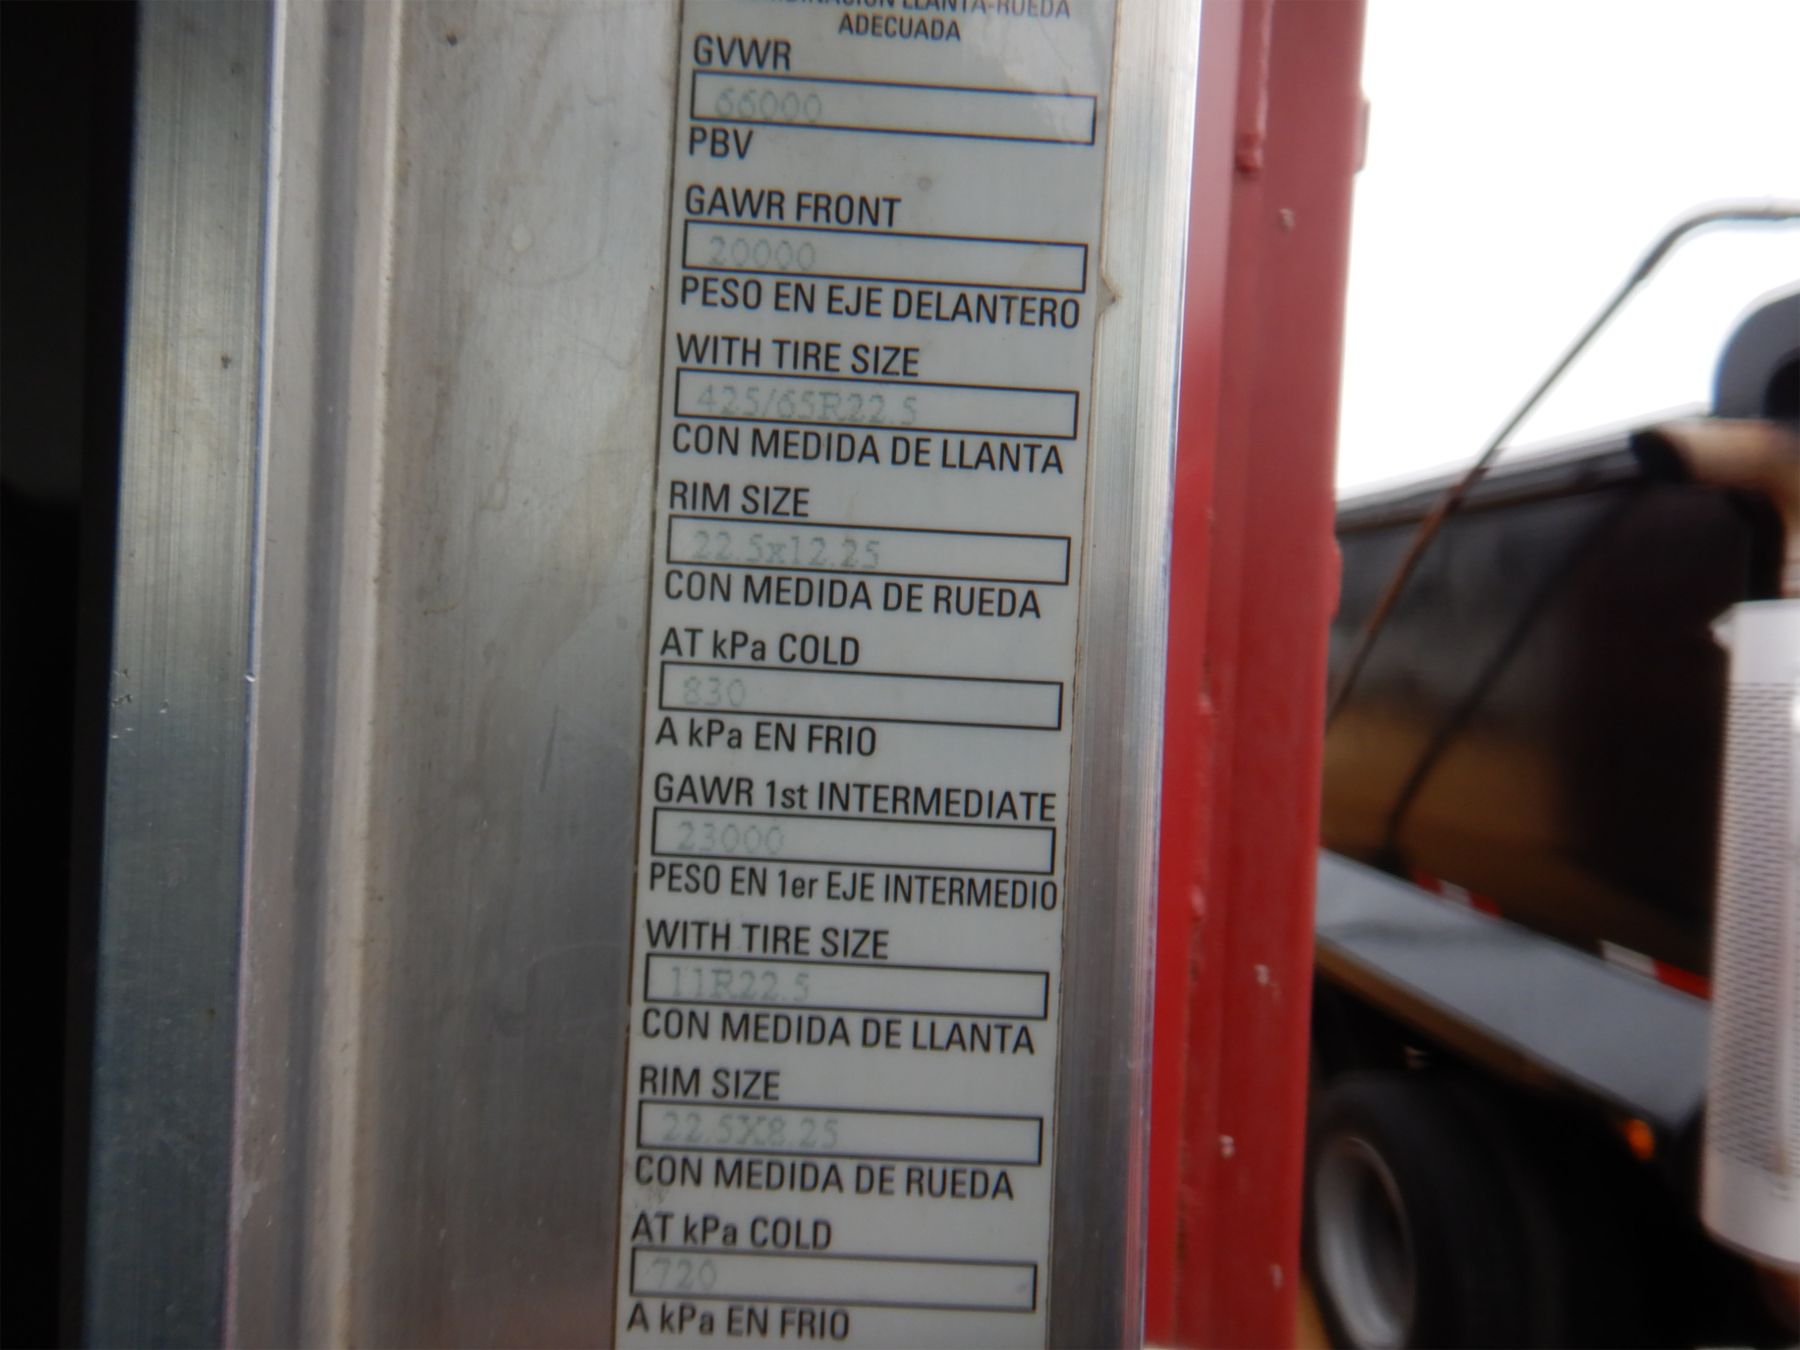 COMBINACION LLANTA-RUEDA
ADECUADA
GVWR
66000
PBV
GAWR FRONT
20000
PESO EN EJE DELANTERO
WITH TIRE SIZE
425/65R22.5
CON MEDIDA DE LLANTA
RIM SIZE
22.5x12.25
CON MEDIDA DE RUEDA
AT kPa COLD
830
A kPa EN FRIO
GAWR 1st INTERMEDIATE
23000
PESO EN 1er EJE INTERMEDIO
WITH TIRE SIZE
11R22.5
CON MEDIDA DE LLANTA
RIM SIZE
22.5X8.25
CON MEDIDA DE RUEDA
AT kPa COLD
720
A kPa EN FRIO